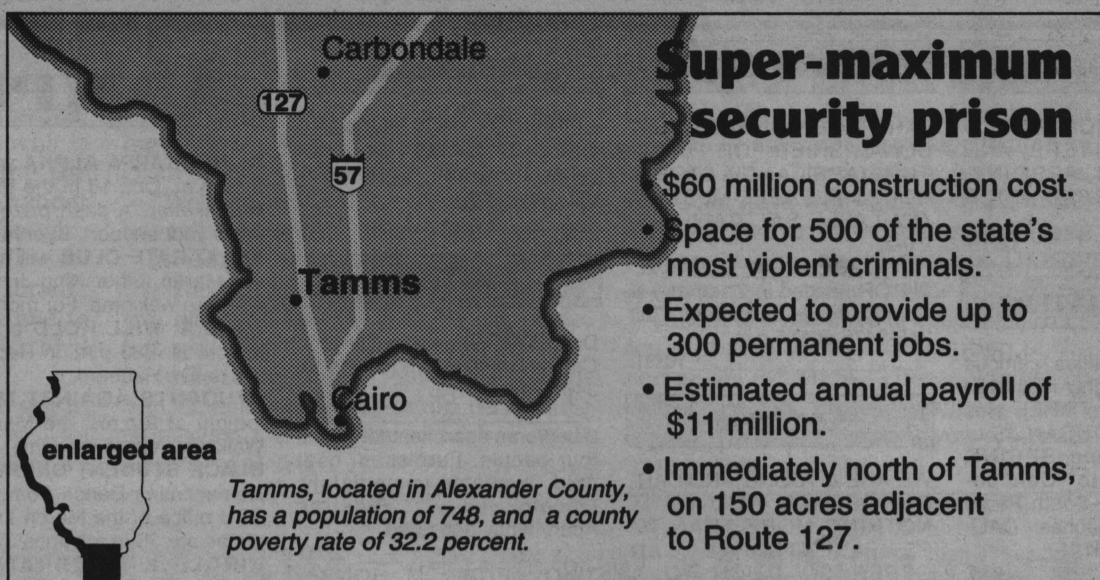 Super-maximum
security prison
Carbondale
127
57
Tamms
Cairo
• $60 million construction cost.
• Space for 500 of the state's
most violent criminals.
• Expected to provide up to
300 permanent jobs.
• Estimated annual payroll of
$11 million.
• Immediately north of Tamms,
on 150 acres adjacent
to Route 127.
enlarged area
Tamms, located in Alexander County,
has a population of 748, and a county
poverty rate of 32.2 percent.